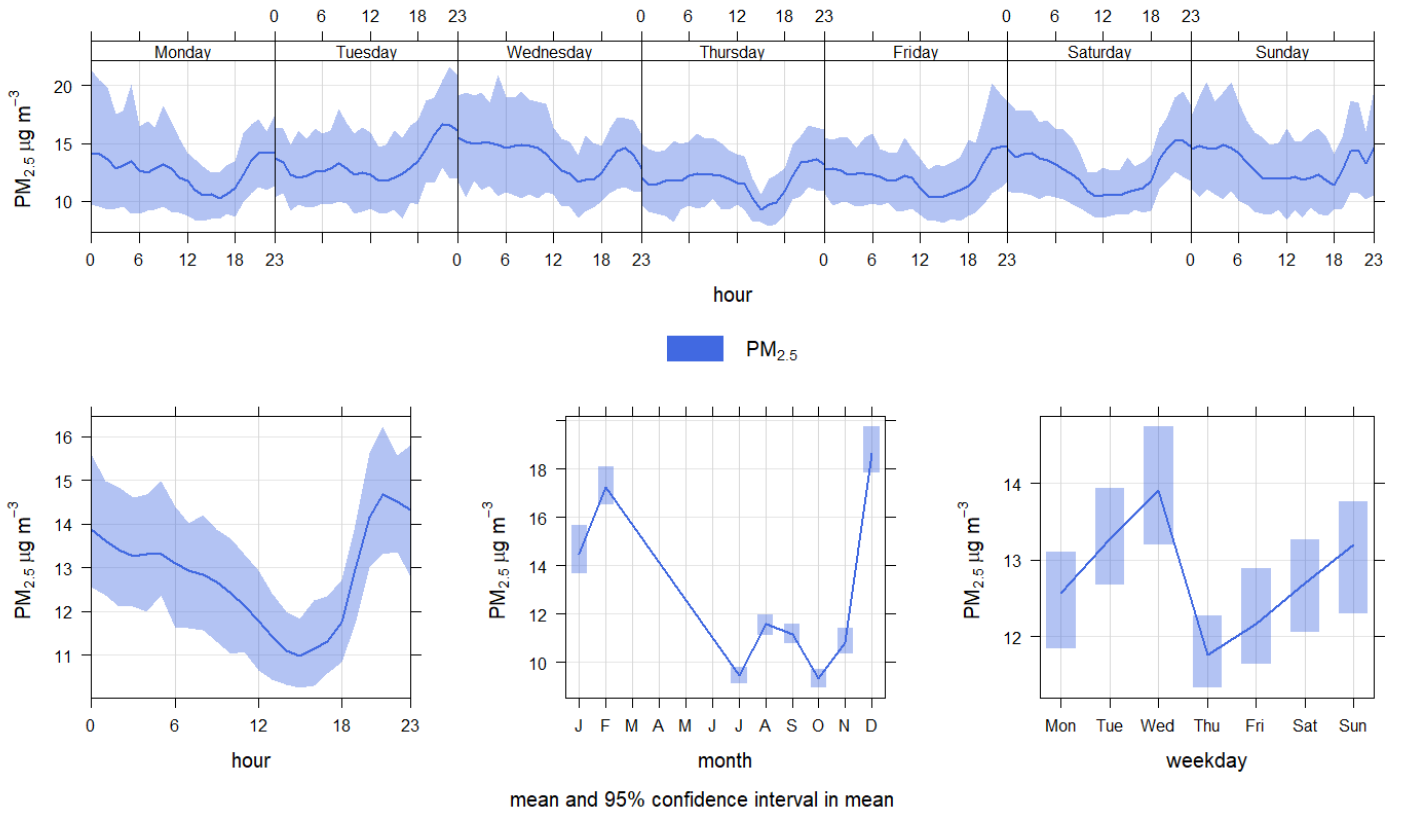 0 6 12 18 23 0 6 12 18 23 0 6 12 18 23
Monday Tuesday Wednesday Thursday Friday Saturday Sunday
PM2.5 μg m−3
20
15
10
0 6 12 18 23 0 6 12 18 23 0 6 12 18 23 0 6 12 18 23
hour
PM2.5
PM2.5 μg m−3
16
15
14
13
12
11
0 6 12 18 23
hour
PM2.5 μg m−3
18
16
14
12
10
J F M A M J J A S O N D
month
PM2.5 μg m−3
14
13
12
Mon Tue Wed Thu Fri Sat Sun
weekday
mean and 95% confidence interval in mean